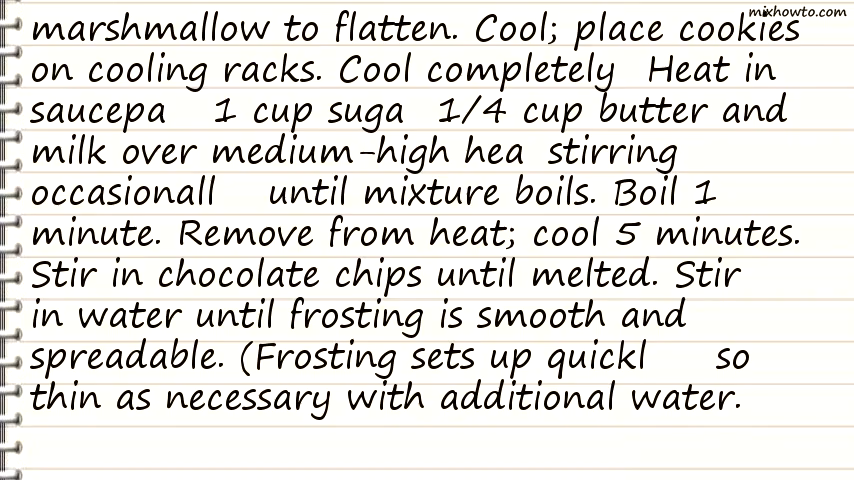 mixhowto.com
marshmallow to flatten. Cool; place cookies
on cooling racks. Cool completely Heat in
saucepa 1 cup suga 1/4 cup butter and
milk over medium-high hea stirring
occasionall until mixture boils. Boil 1
minute. Remove from heat; cool 5 minutes.
Stir in chocolate chips until melted. Stir
in water until frosting is smooth and
spreadable. (Frosting sets up quickl so
thin as necessary with additional water.